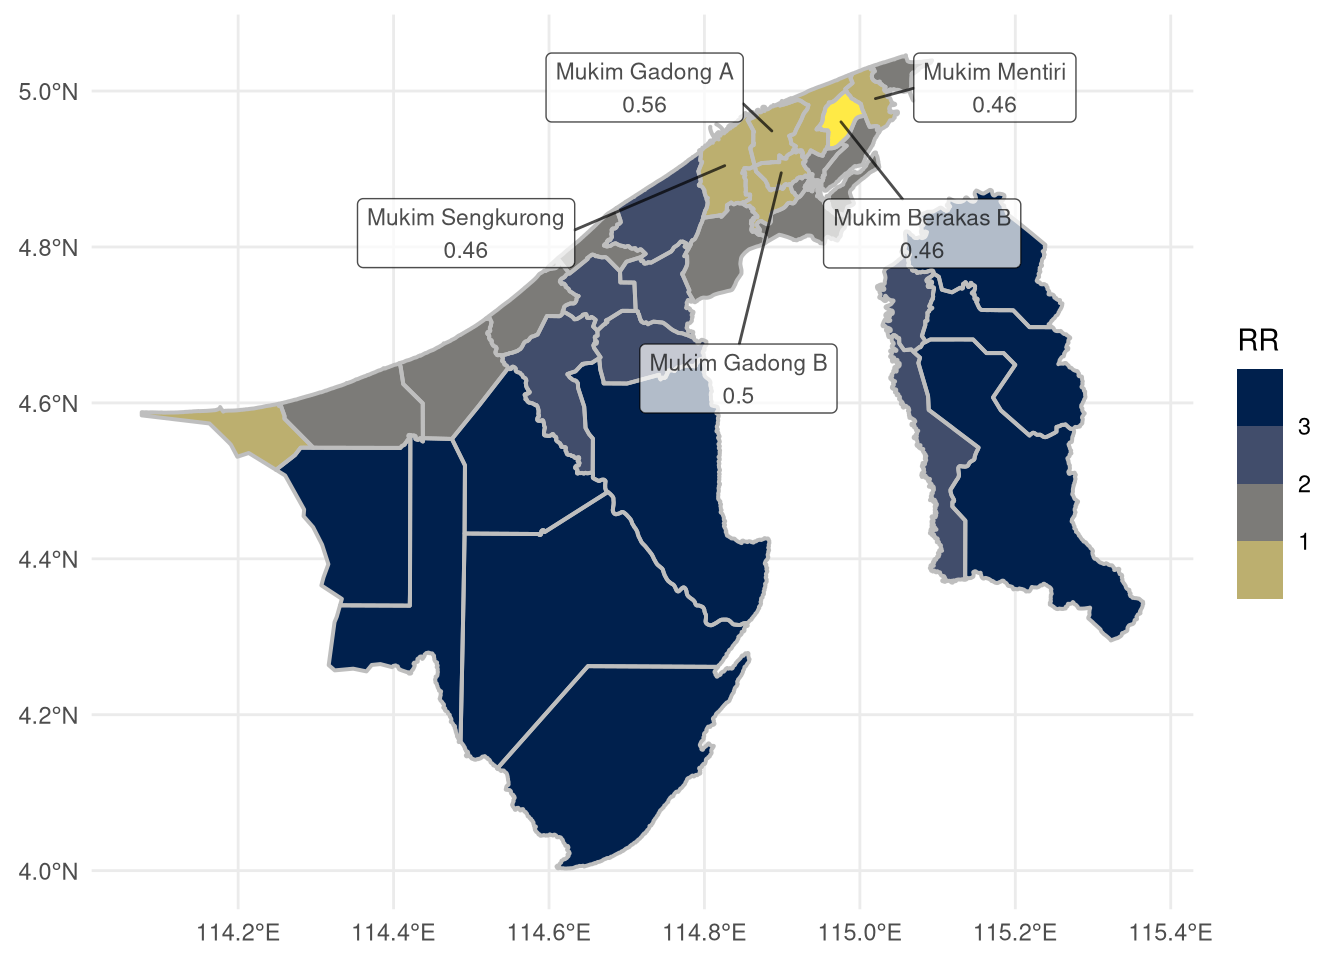 Mukim Gadong A
0.56
Mukim Mentiri
0.46
Mukim Sengkurong
0.46
Mukim Berakas B
0.46
Mukim Gadong B
0.5
5.0°N
4.8°N
4.6°N
4.4°N
4.2°N
4.0°N
114.2°E
114.4°E
114.6°E
114.8°E
115.0°E
115.2°E
115.4°E
RR
3
2
1